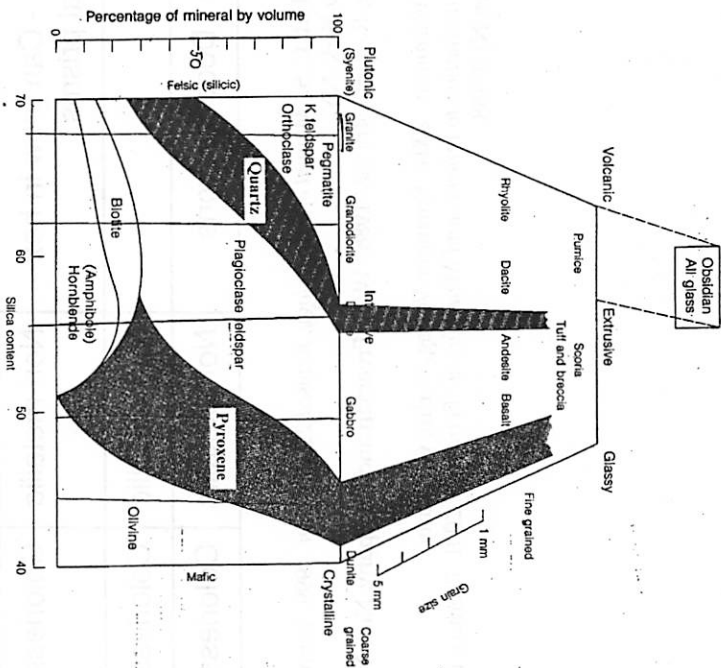 Obsidian
All glass
Volcanic
Extrusive
Glassy
Pumice
Scoria
Tuff and breccia
Rhyolite
Dacite
Andesite
Basalt
Fine grained
1 mm
5 mm
Grain size
Plutonic
(Syenite)
Granite
Granodiorite
Gabbro
Dunite
Crystalline
Coarse
grained
Percentage of mineral by volume
100
50
0
Felsic (silicic)
Pegmatite
K feldspar
Orthoclase
Quartz
Plagioclase feldspar
Biotite
(Amphibole)
Hornblende
Pyroxene
Olivine
Mafic
70
60
50
40
Silica content